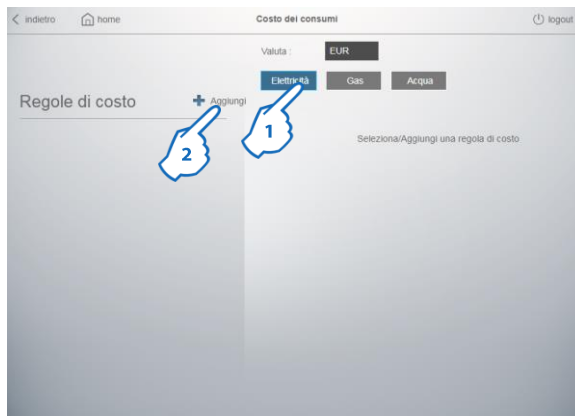 indietro home Costo dei consumi logout
Valuta : EUR
Elettricità Gas Acqua
Regole di costo Aggiungi
1
2
Seleziona/Aggiungi una regola di costo